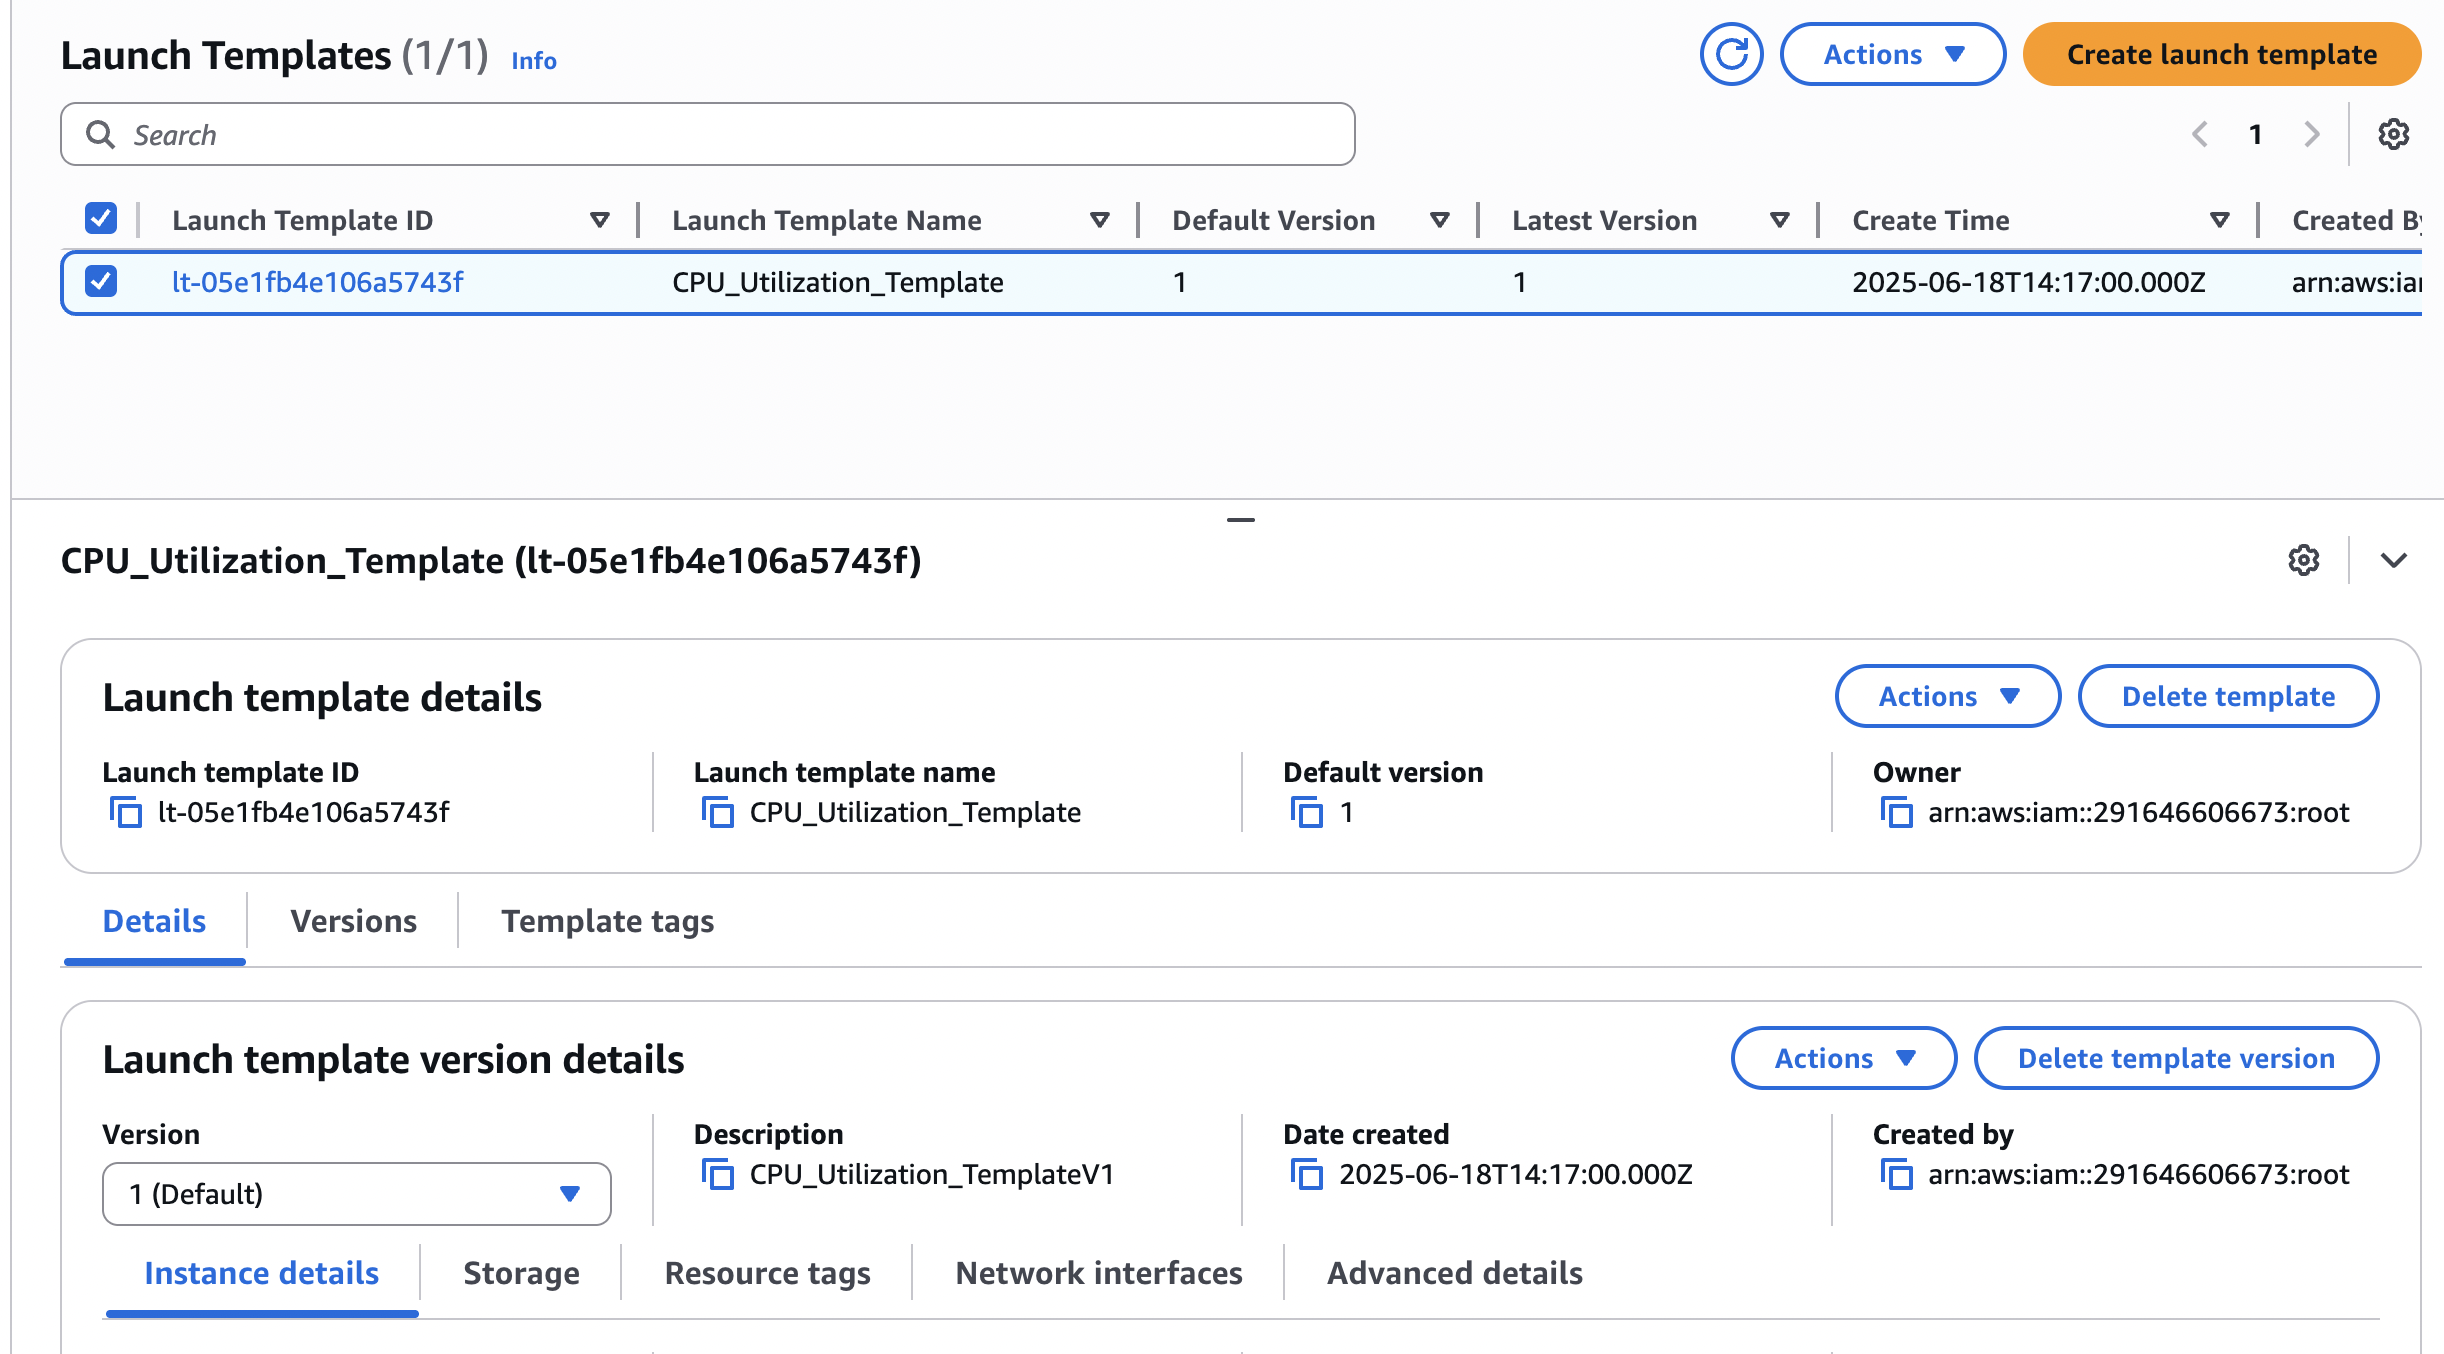 Launch Templates (1/1) Info Actions Create launch template
Search 1
Launch Template ID Launch Template Name Default Version Latest Version Create Time Created By
lt-05e1fb4e106a5743f CPU_Utilization_Template 1 1 2025-06-18T14:17:00.000Z arn:aws:iam
CPU_Utilization_Template (lt-05e1fb4e106a5743f)
Launch template details Actions Delete template
Launch template ID Launch template name Default version Owner
lt-05e1fb4e106a5743f CPU_Utilization_Template 1 arn:aws:iam::291646606673:root
Details Versions Template tags
Launch template version details Actions Delete template version
Version Description Date created Created by
1 (Default) CPU_Utilization_TemplateV1 2025-06-18T14:17:00.000Z arn:aws:iam::291646606673:root
Instance details Storage Resource tags Network interfaces Advanced details